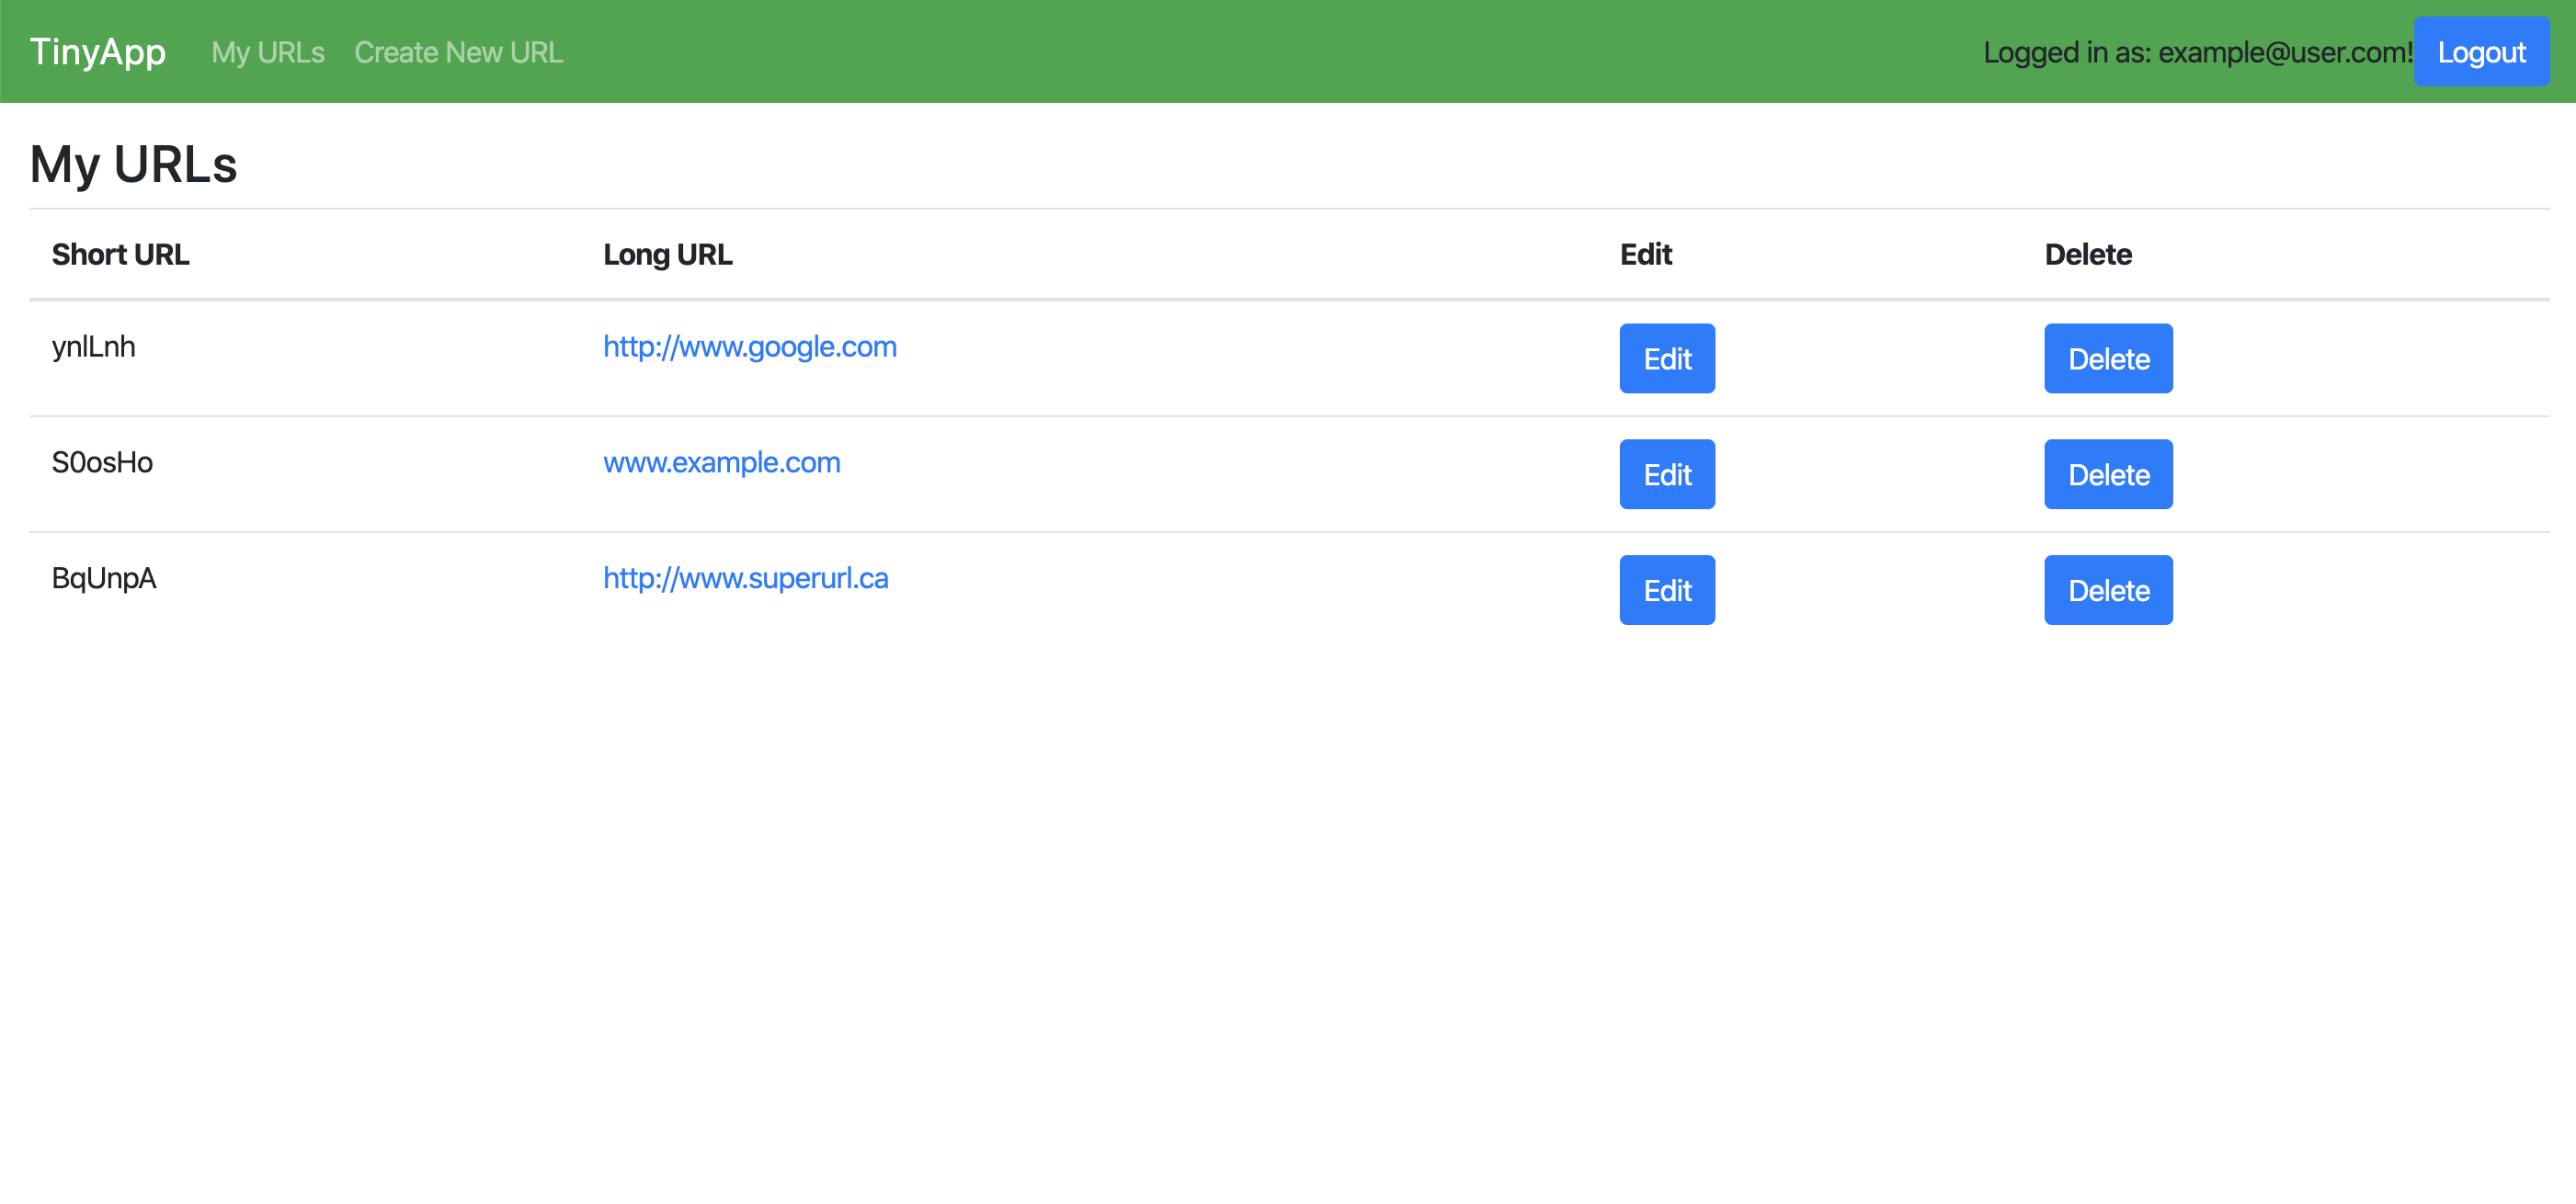 TinyApp My URLs Create New URL Logged in as: example@user.com! Logout
My URLs
Short URL Long URL Edit Delete
ynlLnh http://www.google.com Edit Delete
S0osHo www.example.com Edit Delete
BqUnpA http://www.superurl.ca Edit Delete